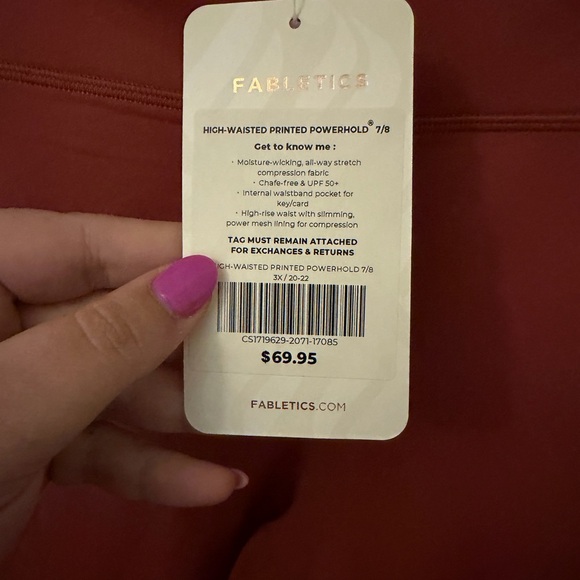 FABLETICS
HIGH-WAISTED PRINTED POWERHOLD® 7/8
Get to know me :
· Moisture-wicking, all-way stretch
compression fabric
· Chafe-free & UPF 50+
· Internal waistband pocket for
key/card
· High-rise waist with slimming,
power mesh lining for compression
TAG MUST REMAIN ATTACHED
FOR EXCHANGES & RETURNS
HIGH-WAISTED PRINTED POWERHOLD 7/8
3X / 20-22
CS1719629-2071-17085
$69.95
FABLETICS.COM